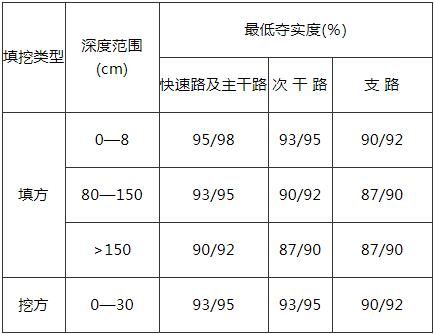 填挖类型 深度范围(cm) 最低夯实度(%)
快速路及主干路 次 干 路 支 路
填方 0—8 95/98 93/95 90/92
80—150 93/95 90/92 87/90
>150 90/92 87/90 87/90
挖方 0—30 93/95 93/95 90/92